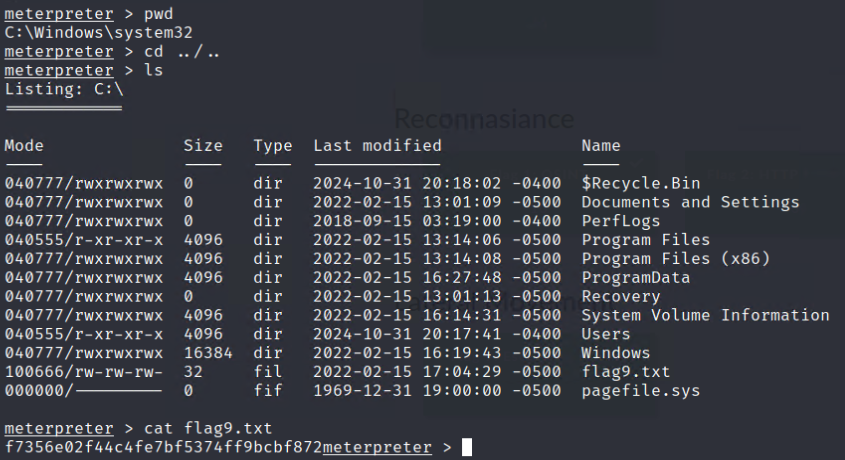 meterpreter > pwd
C:\Windows\system32
meterpreter > cd ../..
meterpreter > ls
Listing: C:\
Reconnasiance
Mode Size Type Last modified Name
040777/rwxrwxrwx 0 dir 2024-10-31 20:18:02 -0400 $Recycle.Bin
040777/rwxrwxrwx 0 dir 2022-02-15 13:01:09 -0500 Documents and Settings
040777/rwxrwxrwx 0 dir 2018-09-15 03:19:00 -0400 PerfLogs
040555/r-xr-xr-x 4096 dir 2022-02-15 13:14:06 -0500 Program Files
040777/rwxrwxrwx 4096 dir 2022-02-15 13:14:08 -0500 Program Files (x86)
040777/rwxrwxrwx 4096 dir 2022-02-15 16:27:48 -0500 ProgramData
040777/rwxrwxrwx 0 dir 2022-02-15 13:01:13 -0500 Recovery
040777/rwxrwxrwx 4096 dir 2022-02-15 16:14:31 -0500 System Volume Information
040555/r-xr-xr-x 4096 dir 2024-10-31 20:17:41 -0400 Users
040777/rwxrwxrwx 16384 dir 2022-02-15 16:19:43 -0500 Windows
100666/rw-rw-rw- 32 fil 2022-02-15 17:04:29 -0500 flag9.txt
000000/--------- 0 fif 1969-12-31 19:00:00 -0500 pagefile.sys
meterpreter > cat flag9.txt
f7356e02f44c4fe7bf5374ff9bcbf872meterpreter >